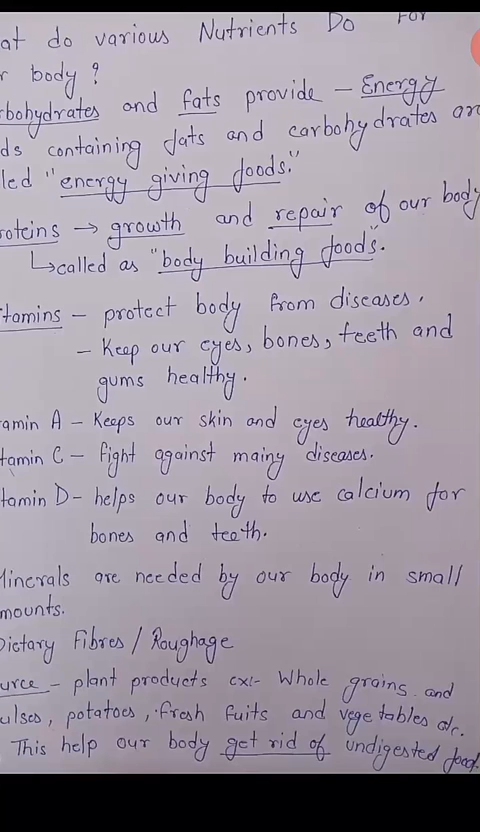 at do various Nutrients Do For
r body ?
rbohydrates and fats provide - Energy
ds containing fats and carbohydrates are
led "energy giving foods."
roteins → growth and repair of our body
↳ called as "body building foods".
tamins - protect body from diseases.
- Keep our eyes, bones, teeth and
gums healthy.
amin A - Keeps our skin and eyes healthy.
tamin C - fight against mainy diseases.
tamin D - helps our body to use calcium for
bones and teeth.
Minerals are needed by our body in small
mounts.
Dietary Fibres / Roughage
urce - plant products ex:- Whole grains and
ulses, potatoes, fresh fuits and vegetables etc.
This help our body get rid of undigested food.